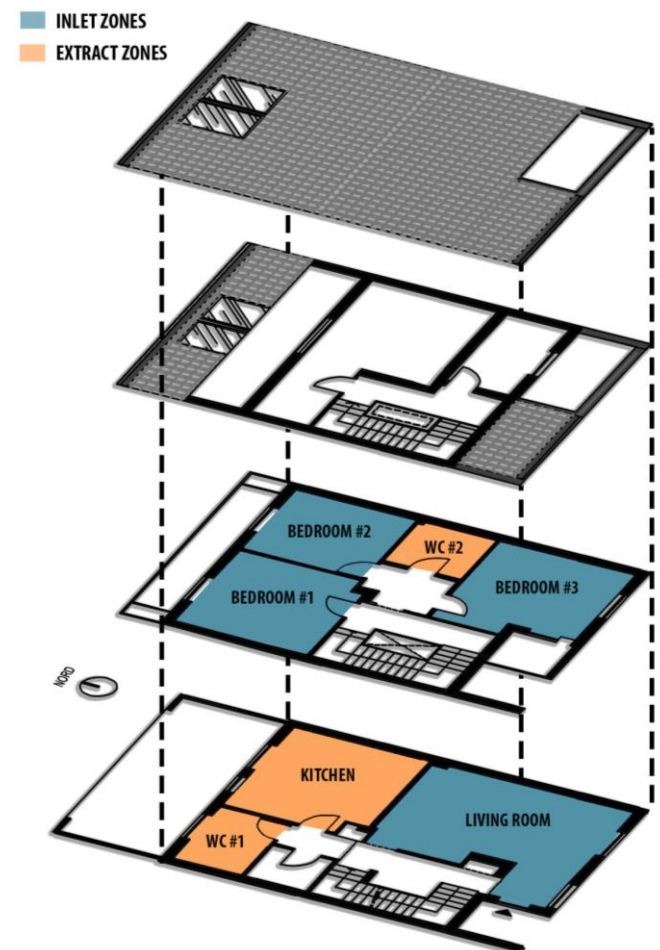 INLET ZONES
EXTRACT ZONES
BEDROOM #2
WC #2
BEDROOM #1
BEDROOM #3
NORD
KITCHEN
LIVING ROOM
WC #1